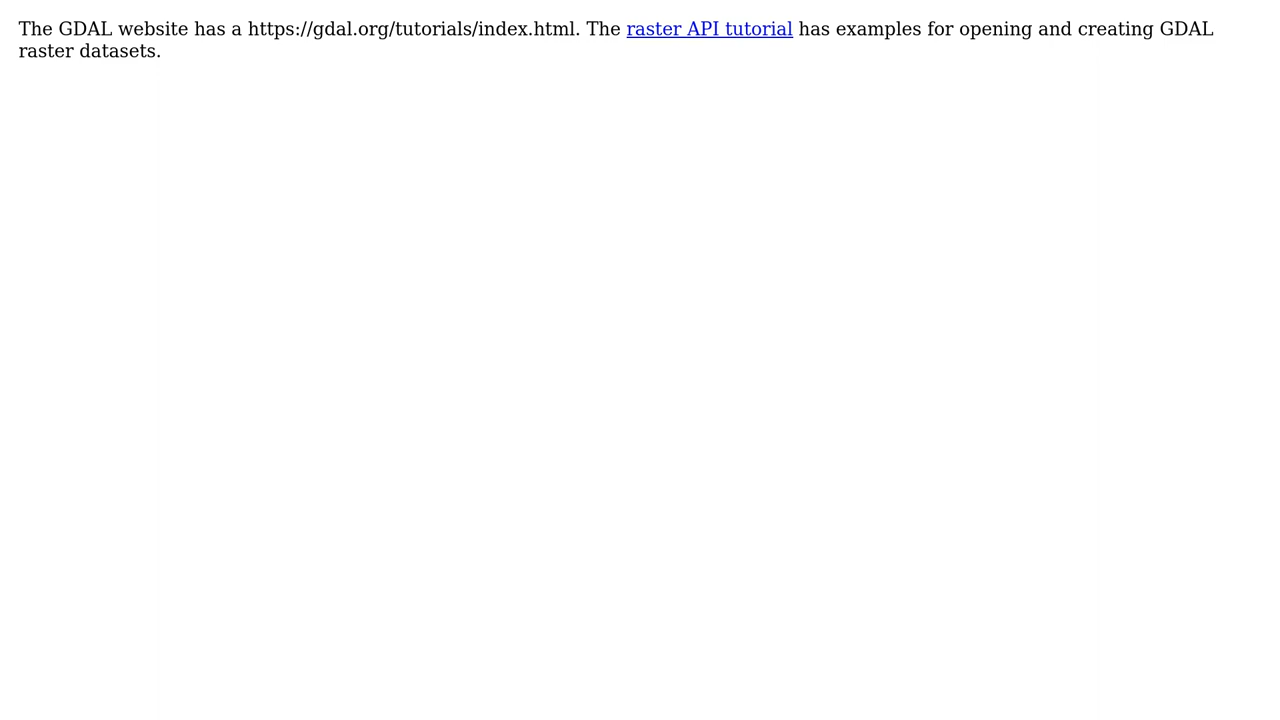 The GDAL website has a https://gdal.org/tutorials/index.html. The raster API tutorial has examples for opening and creating GDAL
raster datasets.